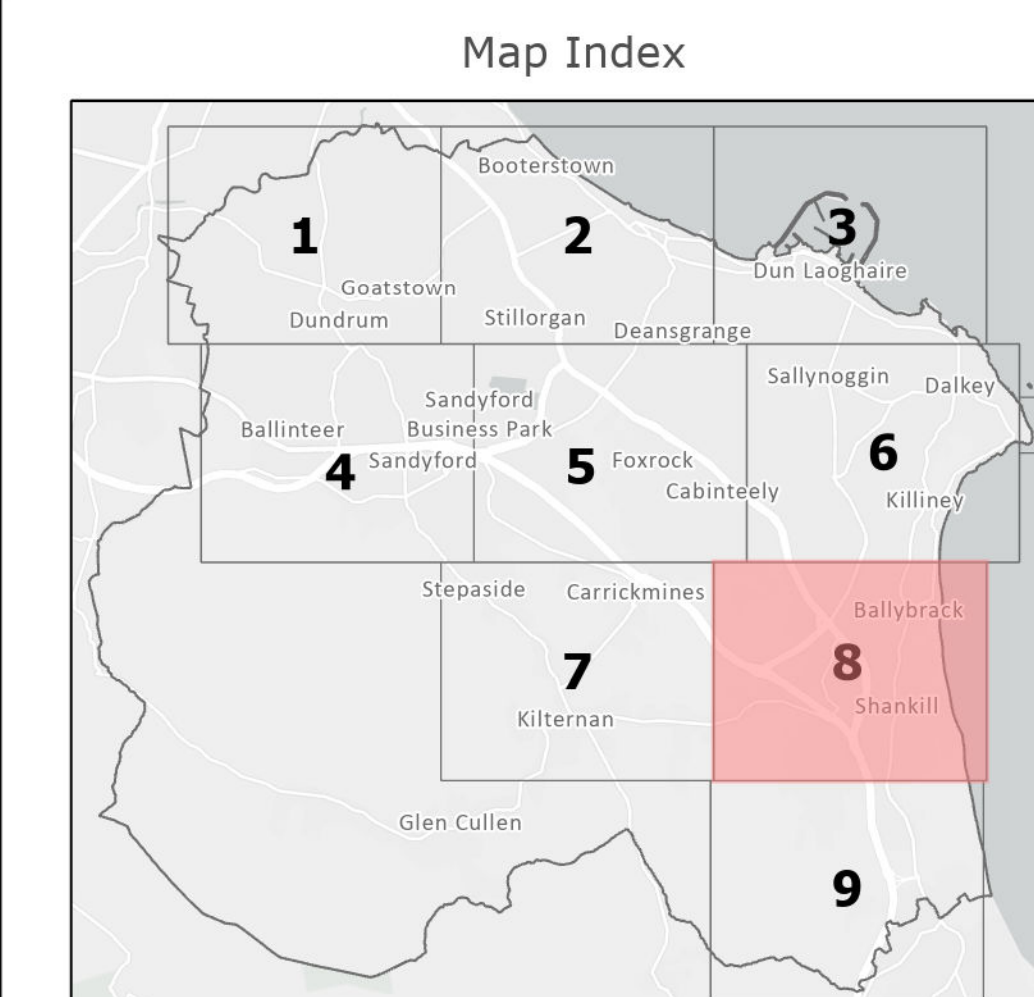 Map Index
Booterstown
1
2
3
Dun Laoghaire
Goatstown
Dundrum
Stillorgan
Deansgrange
Sallynoggin
Dalkey
Sandyford
Business Park
Ballinteer
Sandyford
4
5
Foxrock
6
Cabinteely
Killiney
Stepaside
Carrickmines
Ballybrack
7
8
Shankill
Kilternan
Glen Cullen
9